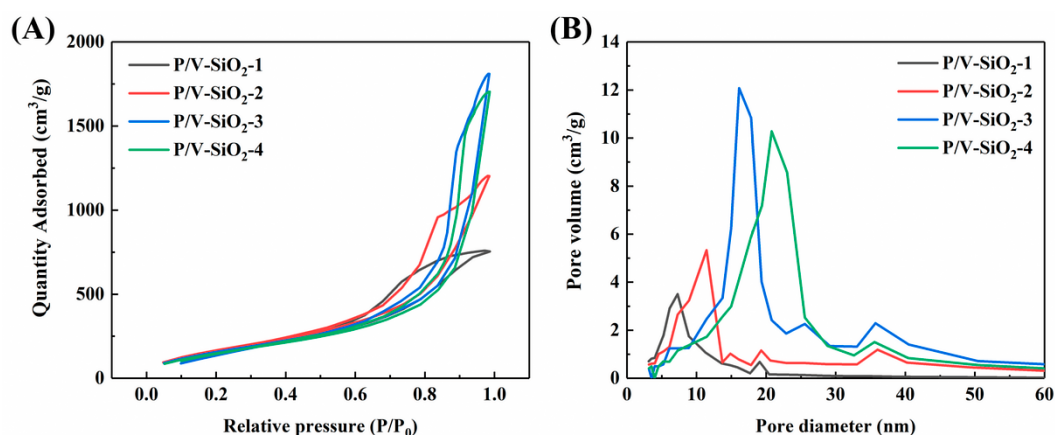 (A)
2000
1500
1000
500
0
Quantity Adsorbed (cm³/g)
P/V-SiO₂-1
P/V-SiO₂-2
P/V-SiO₂-3
P/V-SiO₂-4
0.0 0.2 0.4 0.6 0.8 1.0
Relative pressure (P/P₀)
(B)
14
12
10
8
6
4
2
0
Pore volume (cm³/g)
P/V-SiO₂-1
P/V-SiO₂-2
P/V-SiO₂-3
P/V-SiO₂-4
0 10 20 30 40 50 60
Pore diameter (nm)